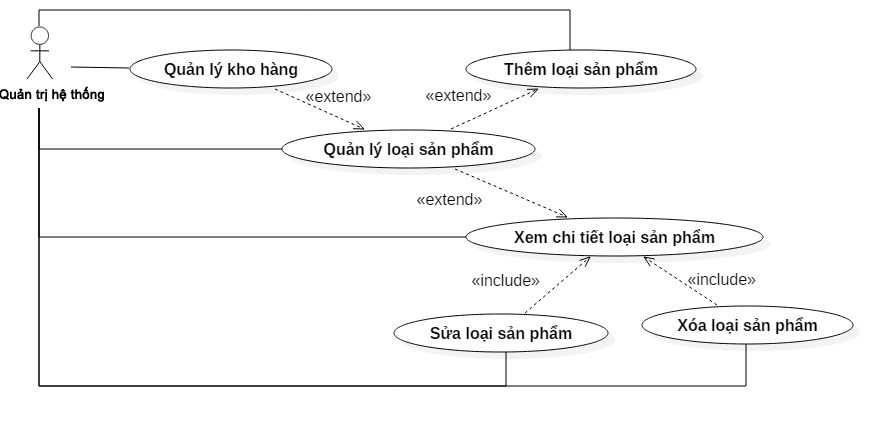 Quản trị hệ thống
Quản lý kho hàng
Thêm loại sản phẩm
«extend»
«extend»
Quản lý loại sản phẩm
«extend»
Xem chi tiết loại sản phẩm
«include»
«include»
Sửa loại sản phẩm
Xóa loại sản phẩm